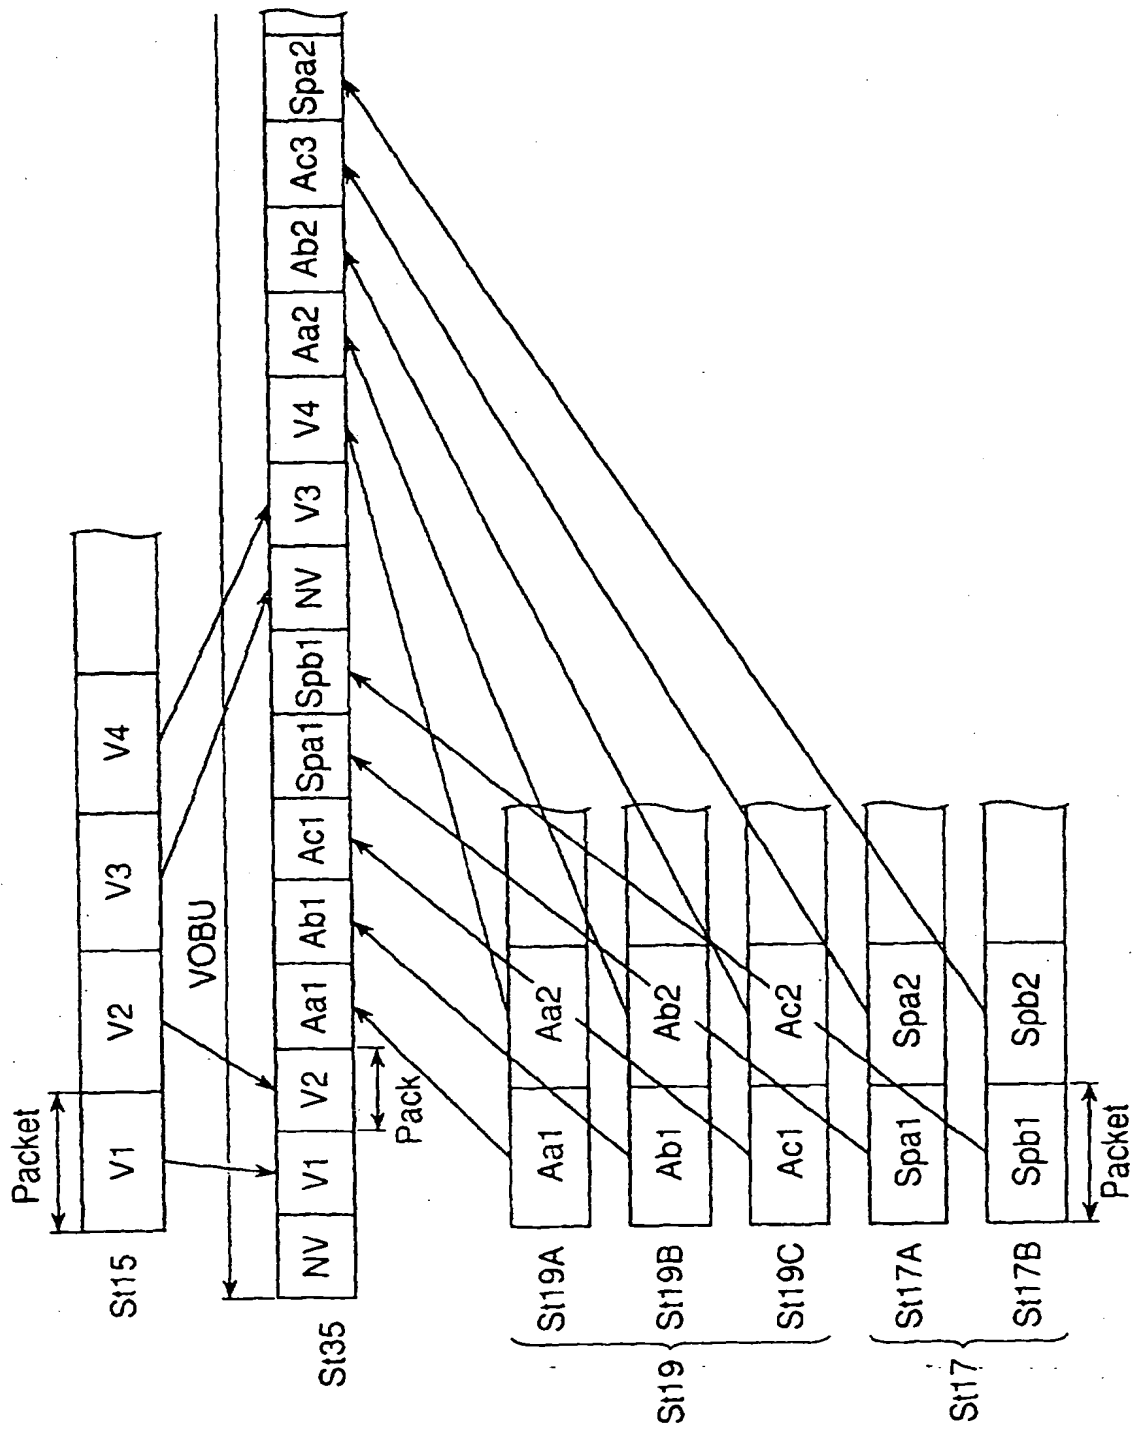 Packet
St15
V1
V2
V3
V4
VOBU
St35
NV
V1
V2
Aa1
Ab1
Ac1
Spa1
Spb1
NV
V3
V4
Aa2
Ab2
Ac3
Spa2
Pack
St19
St19A
Aa1
Aa2
St19B
Ab1
Ab2
St19C
Ac1
Ac2
St17
St17A
Spa1
Spa2
St17B
Spb1
Spb2
Packet